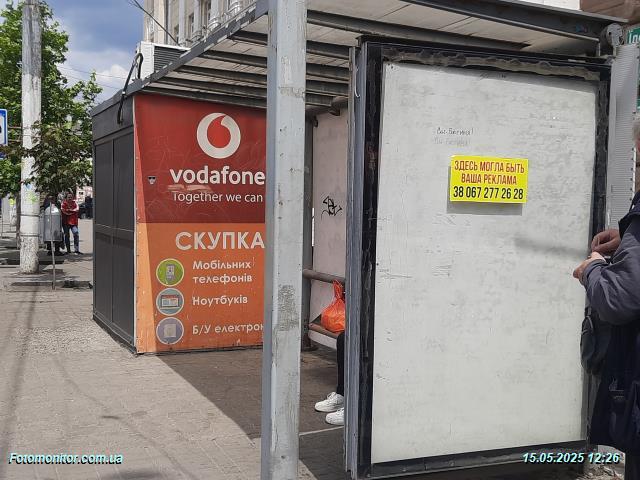 vodafone
Together we can
СКУПКА
Мобільних
телефонів
Ноутбуків
Б/У електрон
ЗДЕСЬ МОГЛА БЫТЬ
ВАША РЕКЛАМА
38 067 277 26 28
Fotomonitor.com.ua
15.05.2025 12:26